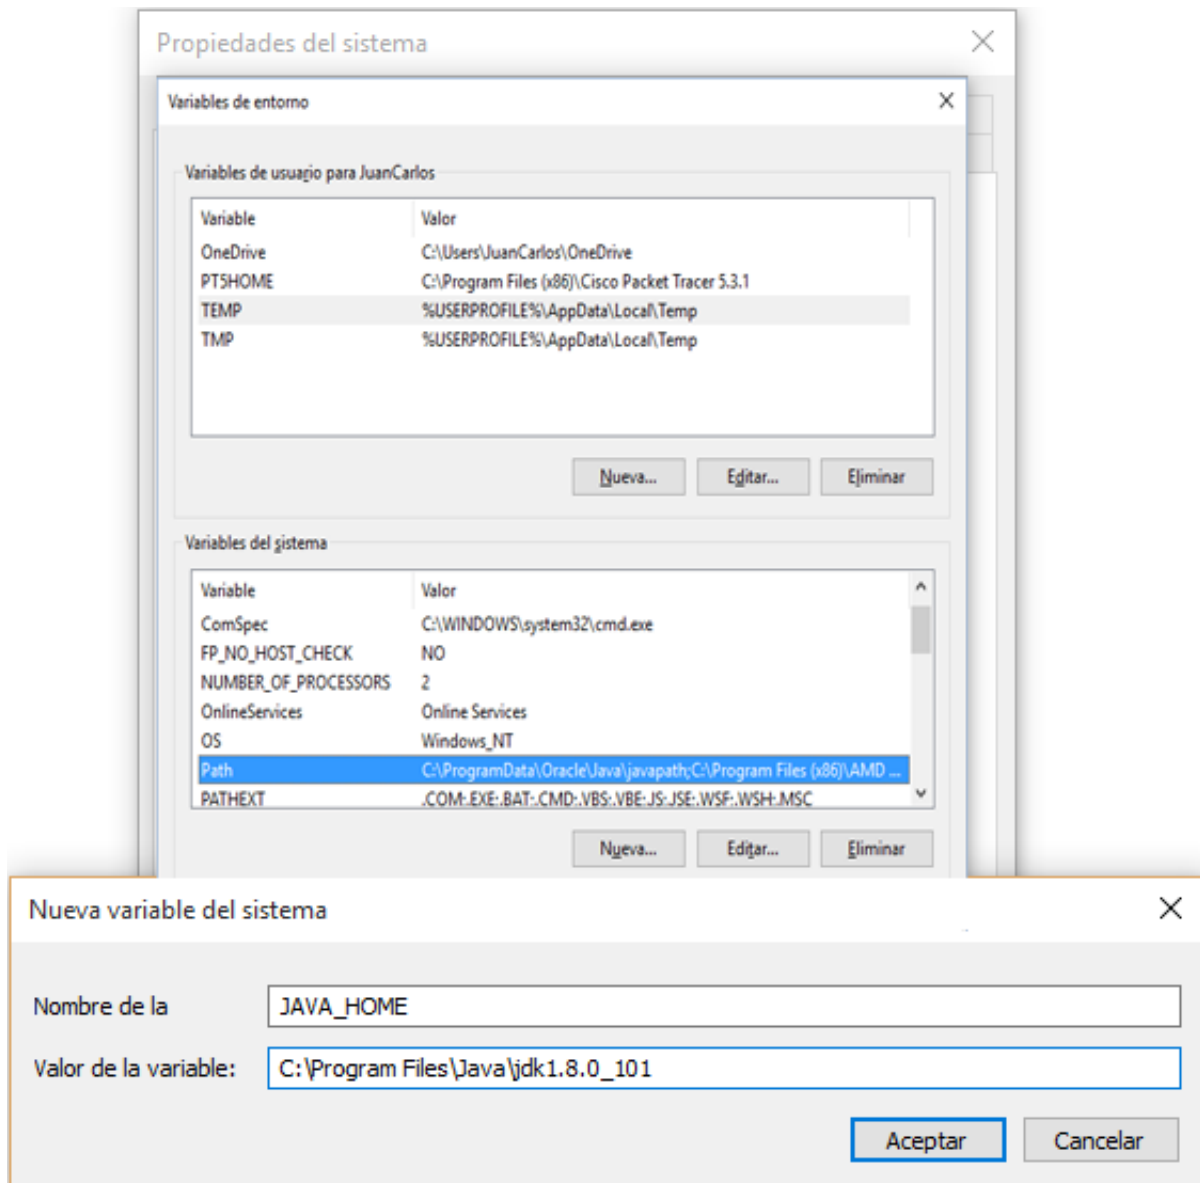 Propiedades del sistema
Variables de entorno
Variables de usuario para JuanCarlos
Variable Valor
OneDrive C:\Users\JuanCarlos\OneDrive
PT5HOME C:\Program Files (x86)\Cisco Packet Tracer 5.3.1
TEMP %USERPROFILE%\AppData\Local\Temp
TMP %USERPROFILE%\AppData\Local\Temp
Nueva... Editar... Eliminar
Variables del sistema
Variable Valor
ComSpec C:\WINDOWS\system32\cmd.exe
FP_NO_HOST_CHECK NO
NUMBER_OF_PROCESSORS 2
OnlineServices Online Services
OS Windows_NT
Path C:\ProgramData\Oracle\Java\javapath;C:\Program Files (x86)\AMD ...
PATHEXT .COM;.EXE;.BAT;.CMD;.VBS;.VBE;.JS;.JSE;.WSF;.WSH;.MSC
Nueva... Editar... Eliminar
Nueva variable del sistema
Nombre de la JAVA_HOME
Valor de la variable: C:\Program Files\Java\jdk1.8.0_101
Aceptar Cancelar